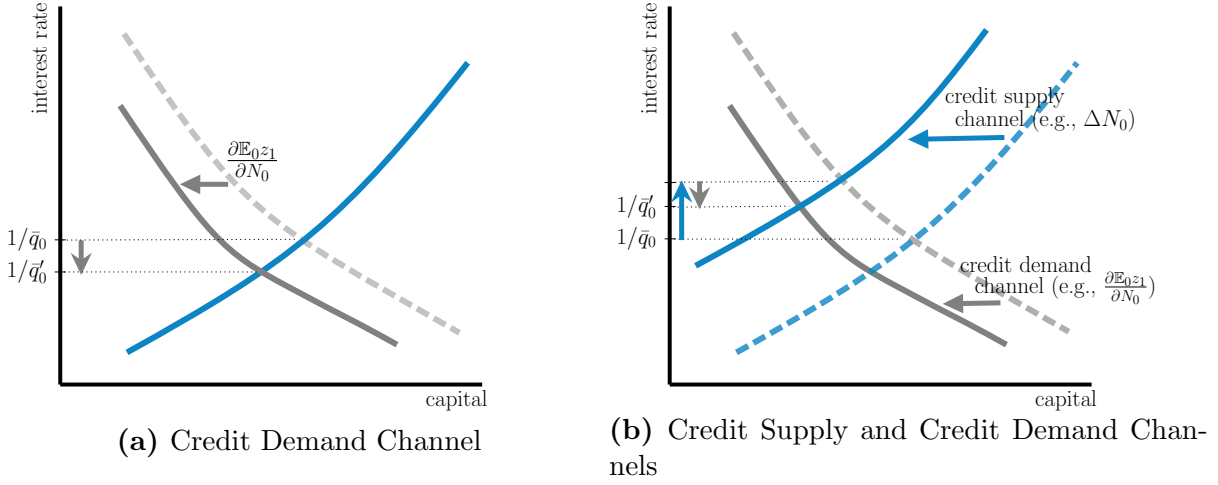 interest rate
∂𝔼₀z₁/∂N₀
1/q̄₀
1/q̄₀′
capital
(a) Credit Demand Channel
interest rate
credit supply
channel (e.g., ΔN₀)
1/q̄₀′
1/q̄₀
credit demand
channel (e.g., ∂𝔼₀z₁/∂N₀)
capital
(b) Credit Supply and Credit Demand Chan-
nels